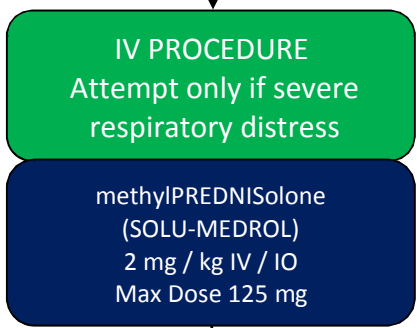 IV PROCEDURE
Attempt only if severe
respiratory distress
methylPREDNISolone
(SOLU-MEDROL)
2 mg / kg IV / IO
Max Dose 125 mg